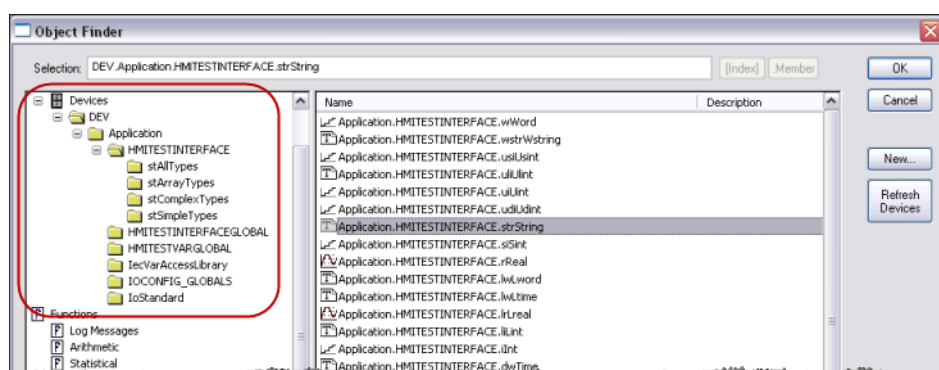 Object Finder
Selection: DEV.Application.HMITESTINTERFACE.strString [Index] .Member OK
Cancel
New...
Refresh Devices
Devices
DEV
Application
HMITESTINTERFACE
stAllTypes
stArrayTypes
stComplexTypes
stSimpleTypes
HMITESTINTERFACEGLOBAL
HMITESTVARGLOBAL
IecVarAccessLibrary
IOCONFIG_GLOBALS
IoStandard
Functions
Log Messages
Arithmetic
Statistical
Name Description
Application.HMITESTINTERFACE.wWord
Application.HMITESTINTERFACE.wstrWstring
Application.HMITESTINTERFACE.usiUsint
Application.HMITESTINTERFACE.uliUlint
Application.HMITESTINTERFACE.uiUint
Application.HMITESTINTERFACE.udiUdint
Application.HMITESTINTERFACE.strString
Application.HMITESTINTERFACE.siSint
Application.HMITESTINTERFACE.rReal
Application.HMITESTINTERFACE.lwLword
Application.HMITESTINTERFACE.lwLtime
Application.HMITESTINTERFACE.lrLreal
Application.HMITESTINTERFACE.liLint
Application.HMITESTINTERFACE.iInt
Application.HMITESTINTERFACE.dwTime